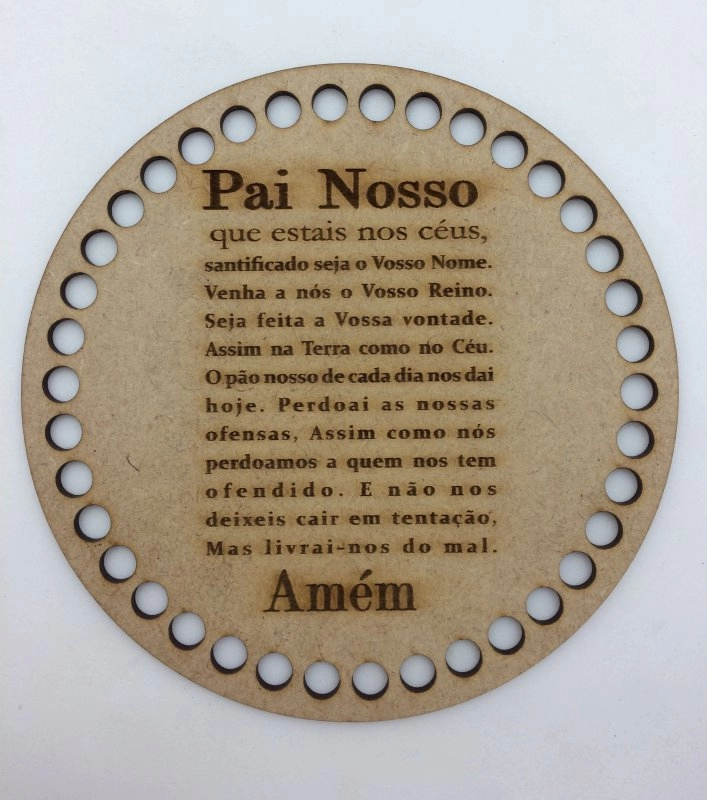 Pai Nosso
que estais nos céus,
santificado seja o Vosso Nome.
Venha a nós o Vosso Reino.
Seja feita a Vossa vontade.
Assim na Terra como no Céu.
O pão nosso de cada dia nos dai
hoje. Perdoai as nossas
ofensas, Assim como nós
perdoamos a quem nos tem
ofendido. E não nos
deixeis cair em tentação,
Mas livrai-nos do mal.
Amém